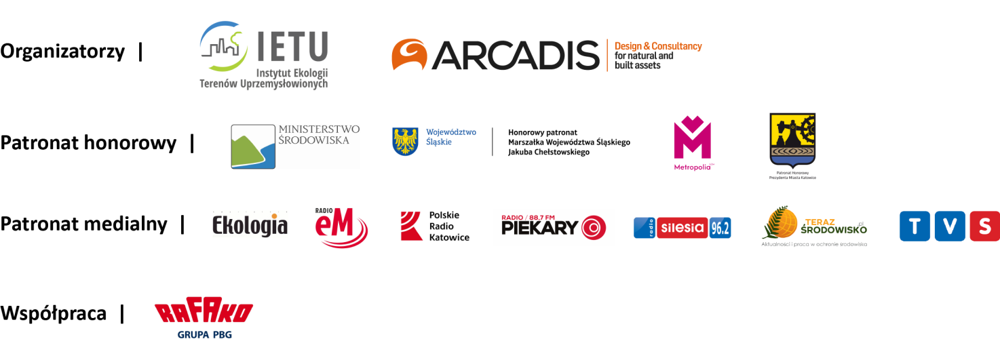 Organizatorzy |
IETU
Instytut Ekologii
Terenów Uprzemysłowionych
ARCADIS
Design & Consultancy
for natural and
built assets
Patronat honorowy |
MINISTERSTWO
ŚRODOWISKA
Województwo
Śląskie
Honorowy patronat
Marszałka Województwa Śląskiego
Jakuba Chełstowskiego
Metropolia GZM
Patronat Honorowy
Prezydenta Miasta Katowice
Patronat medialny |
Ekologia
RADIO
eM
Polskie
Radio
Katowice
RADIO / 88,7 FM
PIEKARY
radio silesia 96.2
TERAZ
ŚRODOWISKO.pl
Aktualności i praca w ochronie środowiska
TVS
Współpraca |
RAFAKO
GRUPA PBG